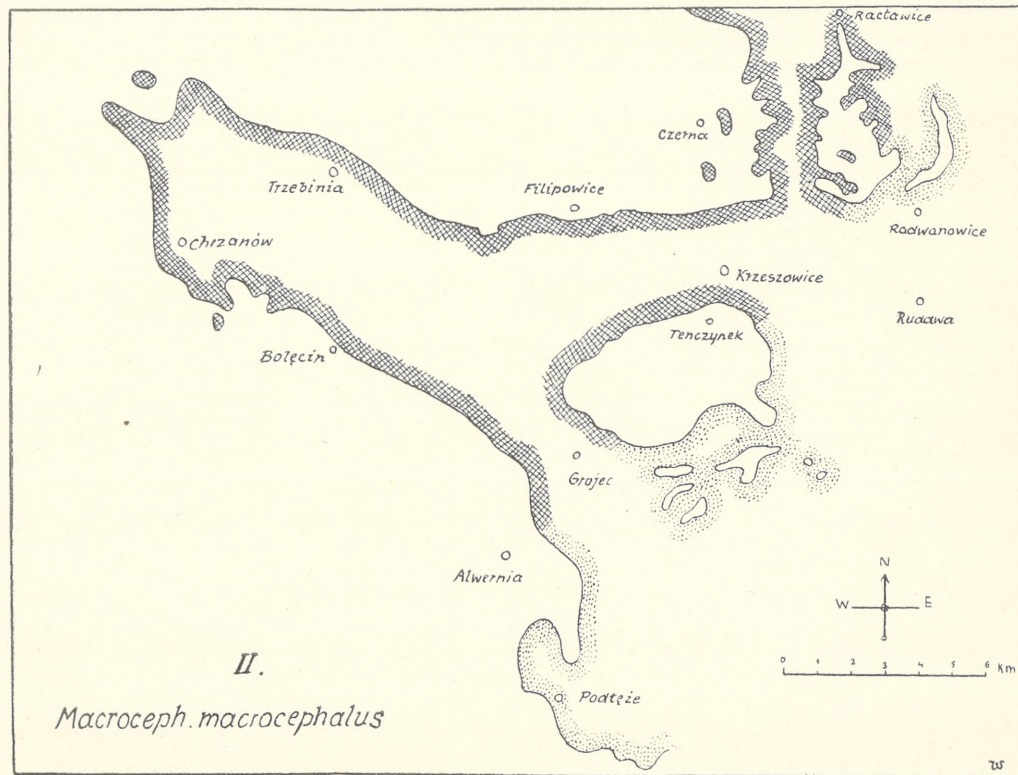 Racławice
Czerna
Trzebinia
Filipowice
Radwanowice
Chrzanów
Krzeszowice
Rudawa
Tenczynek
Bolęcin
Grojec
Alwernia
N
W E
0 1 2 3 4 5 6 Km
II.
Podłęże
Macroceph. macrocephalus